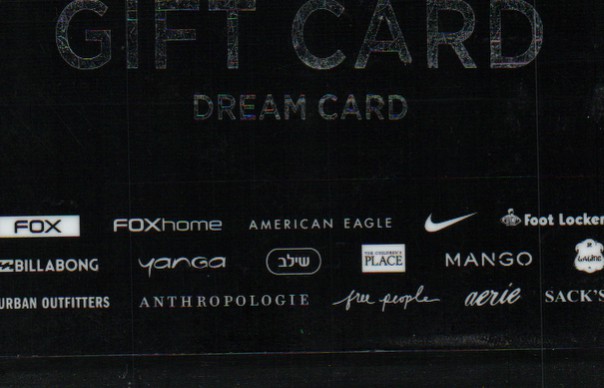 GIFT CARD
DREAM CARD
FOX FOXhome AMERICAN EAGLE Foot Locker
BILLABONG yanga שילב THE CHILDREN'S PLACE MANGO
URBAN OUTFITTERS ANTHROPOLOGIE free people aerie SACK'S